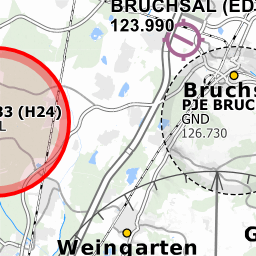 BRUCHSAL (ED
123.990
Bruchs
33 (H24)
L
PJE BRUC
GND
126.730
G
Weingarten